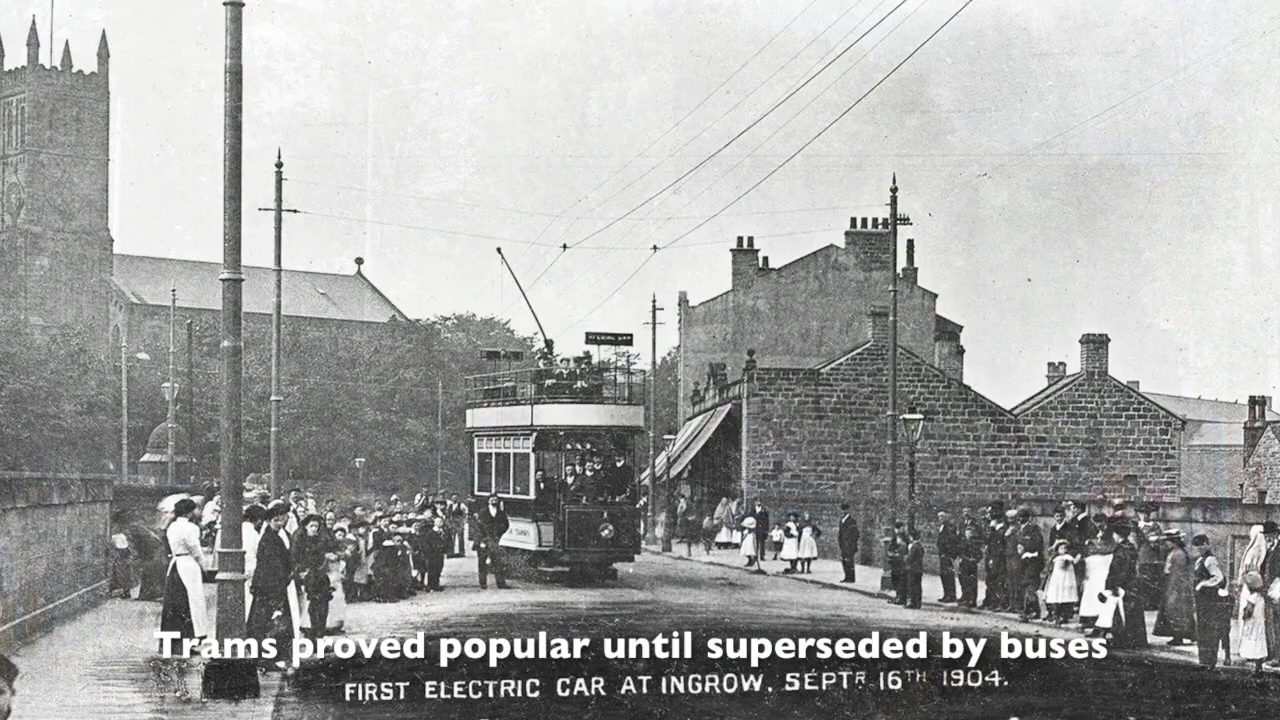 Trams proved popular until superseded by buses
FIRST ELECTRIC CAR AT INGROW. SEPTR 16TH 1904.